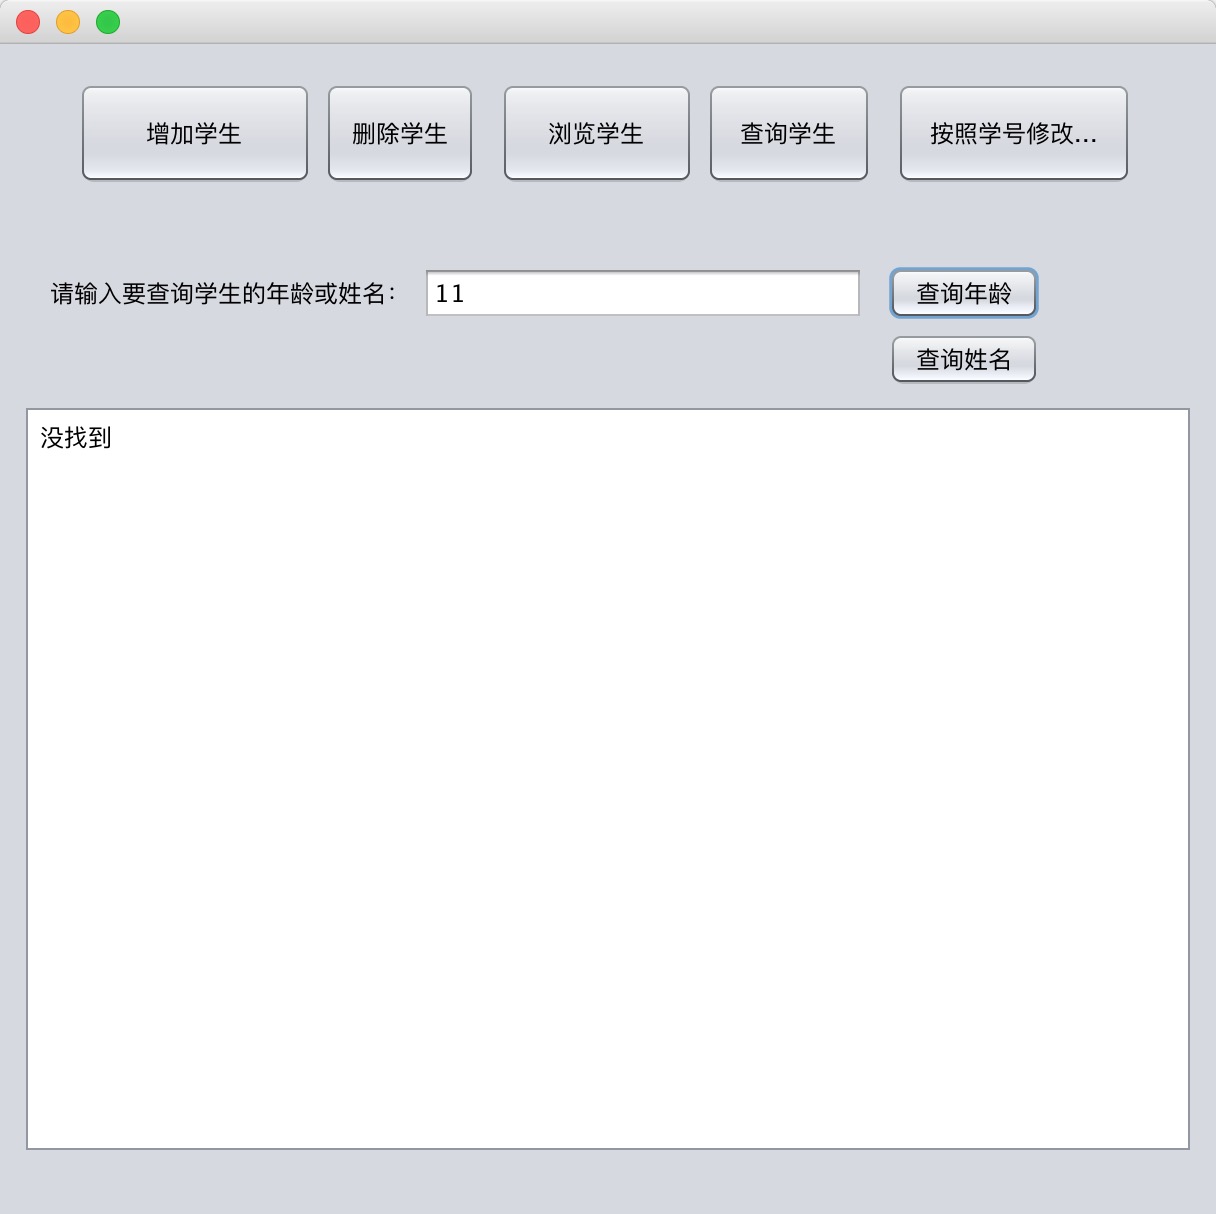 增加学生 删除学生 浏览学生 查询学生 按照学号修改...
请输入要查询学生的年龄或姓名： 11 查询年龄
查询姓名
没找到